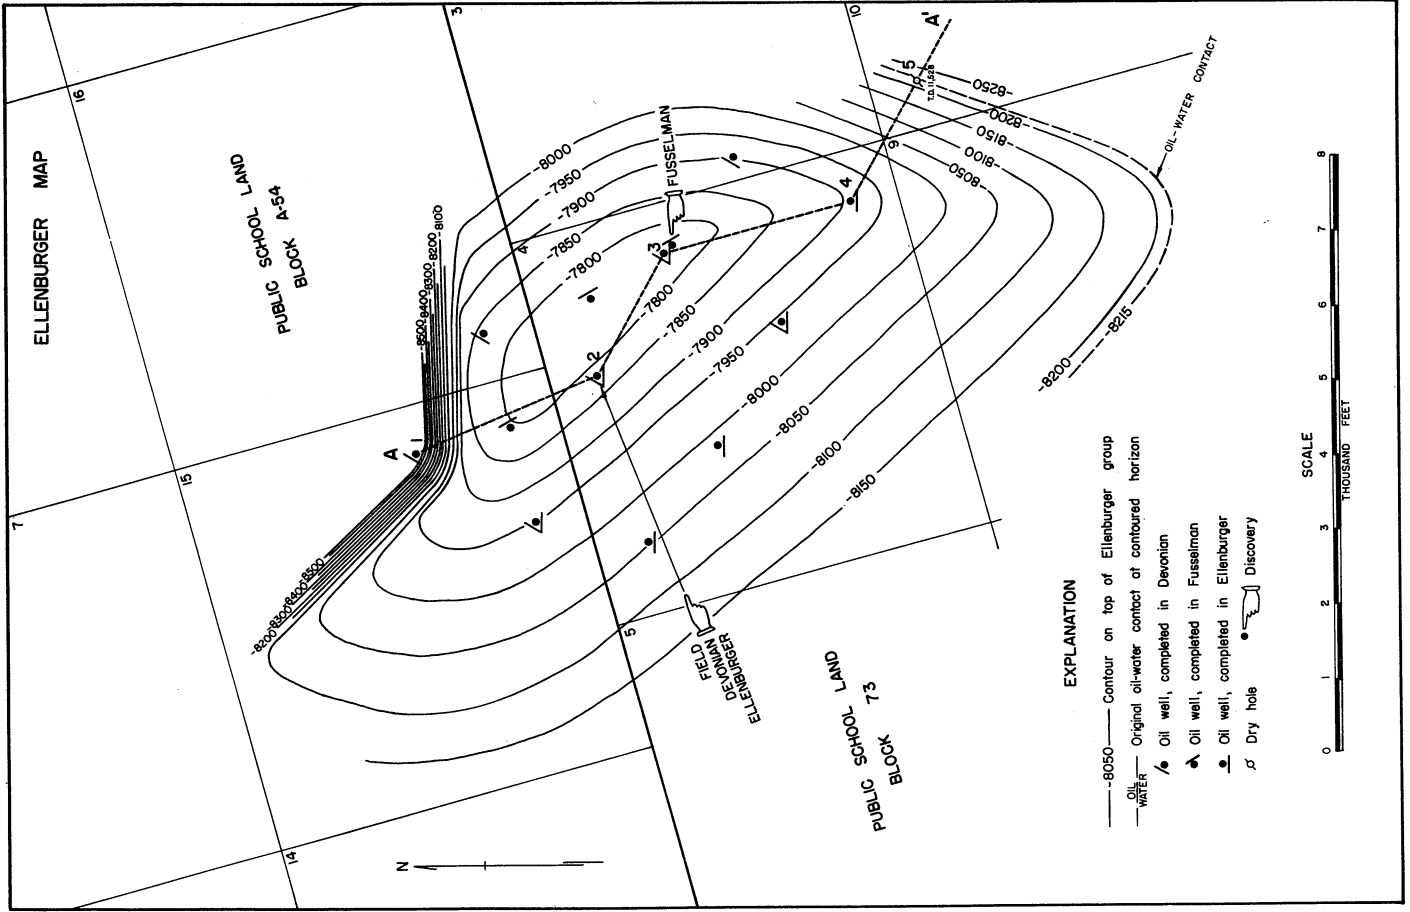 ELLENBURGER MAP
PUBLIC SCHOOL LAND
BLOCK A-54
16
3
10
7
15
14
4
5
9
A
1
2
3
4
5
T.D. 11,528
A'
FUSSELMAN
FIELD
DEVONIAN
ELLENBURGER
PUBLIC SCHOOL LAND
BLOCK 73
OIL-WATER CONTACT
-8500
-8400
-8300
-8200
-8100
-8000
-7950
-7900
-7850
-7800
-7800
-7850
-7900
-7950
-8000
-8050
-8100
-8150
-8200
-8215
-8050
-8100
-8150
-8200
-8250
-8200
-8300
-8400
-8500
N
EXPLANATION
-8050 Contour on top of Ellenburger group
OIL
WATER Original oil-water contact at contoured horizon
Oil well, completed in Devonian
Oil well, completed in Fusselman
Oil well, completed in Ellenburger
Dry hole Discovery
SCALE
0 1 2 3 4 5 6 7 8
THOUSAND FEET